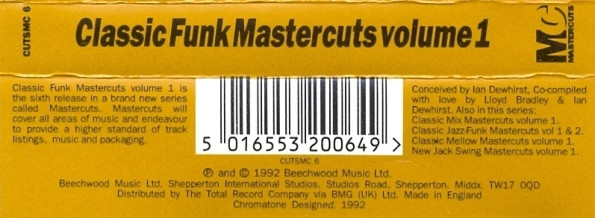 CUTSMC 6
Classic Funk Mastercuts volume 1
MC
MASTERCUTS
Classic Funk Mastercuts volume 1 is
the sixth release in a brand new series
called Mastercuts. Mastercuts will
cover all areas of music and endeavour
to provide a higher standard of track
listings, music and packaging.
5 016553 200649 >
CUTSMC 6
Conceived by Ian Dewhirst, Co-compiled
with love by Lloyd Bradley & Ian
Dewhirst. Also in this series:
Classic Mix Mastercuts volume 1.
Classic Jazz-Funk Mastercuts vol 1 & 2.
Classic Mellow Mastercuts volume 1.
New Jack Swing Mastercuts volume 1.
℗ and © 1992 Beechwood Music Ltd.
Beechwood Music Ltd. Shepperton International Studios, Studios Road, Shepperton, Middx. TW17 0QD
Distributed by The Total Record Company via BMG (UK) Ltd. Made in England
Chromatone Designed. 1992